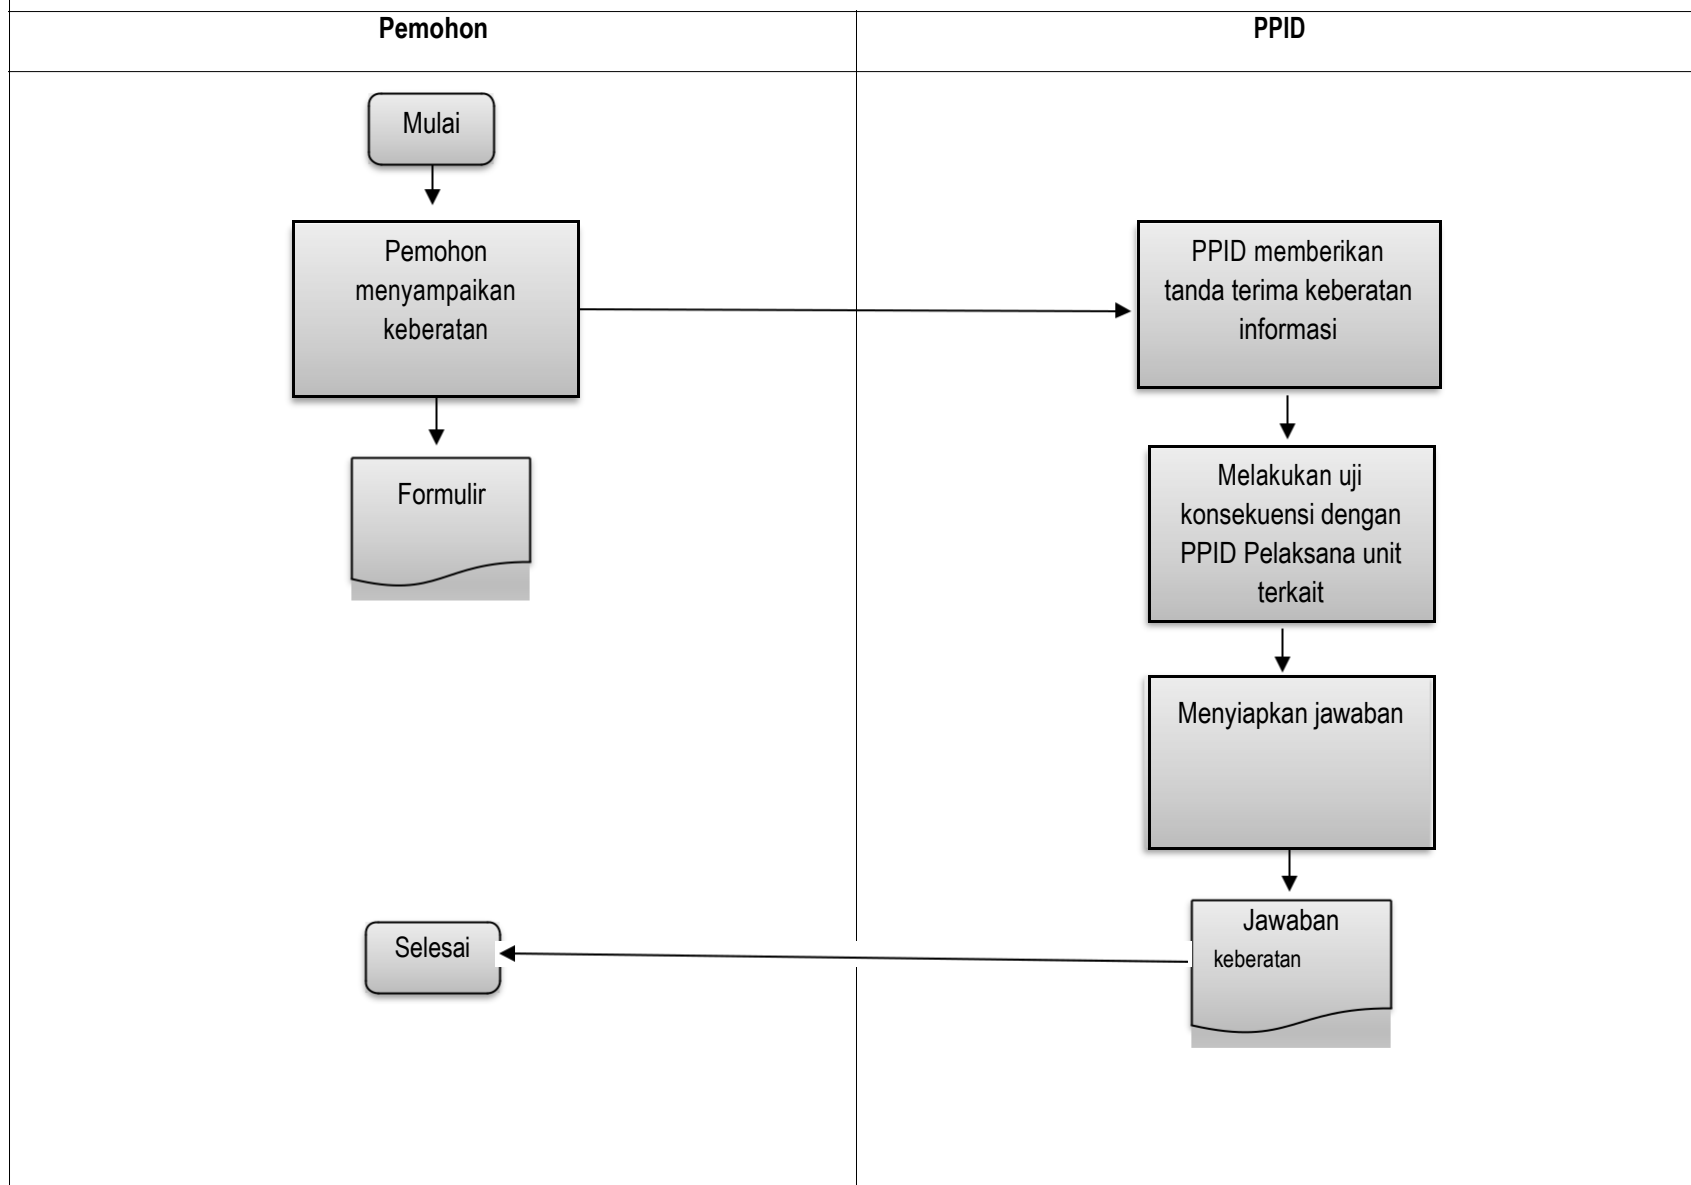 Pemohon
PPID
Mulai
Pemohon
menyampaikan
keberatan
PPID memberikan
tanda terima keberatan
informasi
Formulir
Melakukan uji
konsekuensi dengan
PPID Pelaksana unit
terkait
Menyiapkan jawaban
Jawaban
keberatan
Selesai